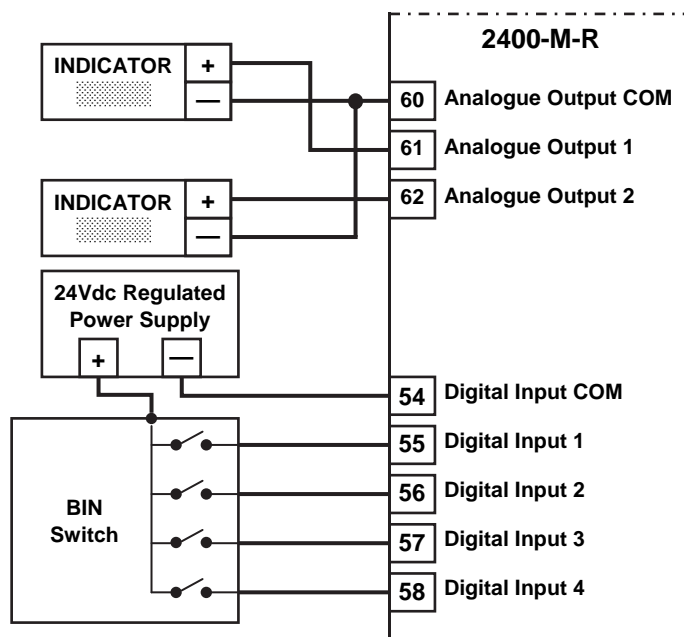 2400-M-R
INDICATOR
+
—
60 Analogue Output COM
61 Analogue Output 1
INDICATOR
+
—
62 Analogue Output 2
24Vdc Regulated
Power Supply
+ —
54 Digital Input COM
55 Digital Input 1
56 Digital Input 2
BIN
Switch
57 Digital Input 3
58 Digital Input 4